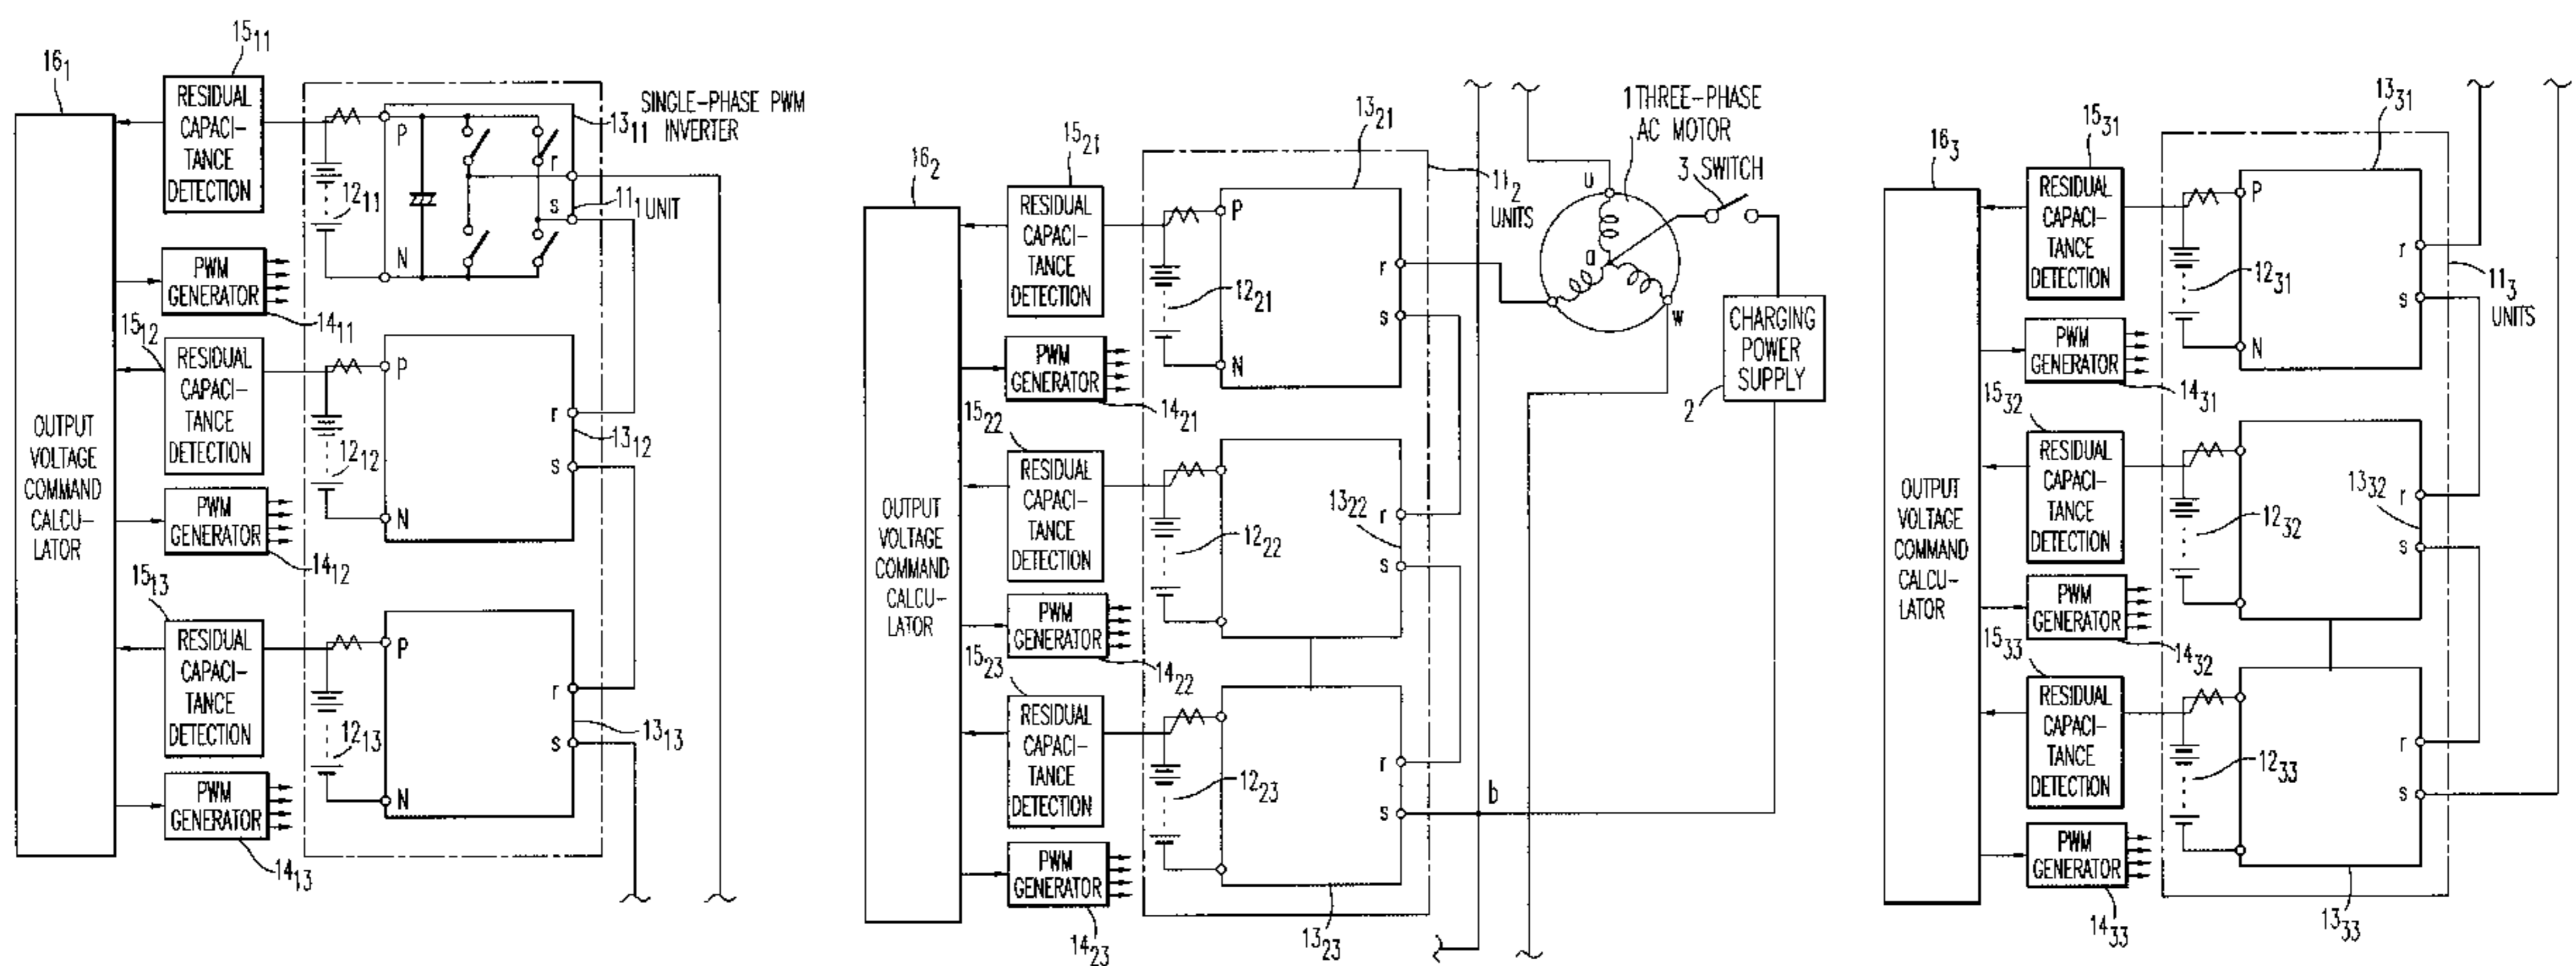 15₁₁
16₁
RESIDUAL
CAPACI-
TANCE
DETECTION
P
N
r
s
12₁₁
SINGLE-PHASE PWM
INVERTER
13₁₁
11₁ UNIT
PWM
GENERATOR
14₁₁
15₁₂
RESIDUAL
CAPACI-
TANCE
DETECTION
P
N
r
s
12₁₂
13₁₂
OUTPUT
VOLTAGE
COMMAND
CALCU-
LATOR
PWM
GENERATOR
14₁₂
15₁₃
RESIDUAL
CAPACI-
TANCE
DETECTION
P
N
r
s
12₁₃
13₁₃
PWM
GENERATOR
14₁₃
16₂
15₂₁
RESIDUAL
CAPACI-
TANCE
DETECTION
P
N
r
s
12₂₁
13₂₁
11₂
UNITS
PWM
GENERATOR
14₂₁
15₂₂
RESIDUAL
CAPACI-
TANCE
DETECTION
r
s
12₂₂
13₂₂
OUTPUT
VOLTAGE
COMMAND
CALCU-
LATOR
PWM
GENERATOR
14₂₂
15₂₃
RESIDUAL
CAPACI-
TANCE
DETECTION
r
s
12₂₃
13₂₃
PWM
GENERATOR
14₂₃
1 THREE-PHASE
AC MOTOR
3 SWITCH
u
a
w
CHARGING
POWER
SUPPLY
2
b
16₃
15₃₁
RESIDUAL
CAPACI-
TANCE
DETECTION
P
N
r
s
12₃₁
13₃₁
11₃
UNITS
PWM
GENERATOR
14₃₁
15₃₂
RESIDUAL
CAPACI-
TANCE
DETECTION
r
s
12₃₂
13₃₂
OUTPUT
VOLTAGE
COMMAND
CALCU-
LATOR
PWM
GENERATOR
14₃₂
15₃₃
RESIDUAL
CAPACI-
TANCE
DETECTION
r
s
12₃₃
13₃₃
PWM
GENERATOR
14₃₃